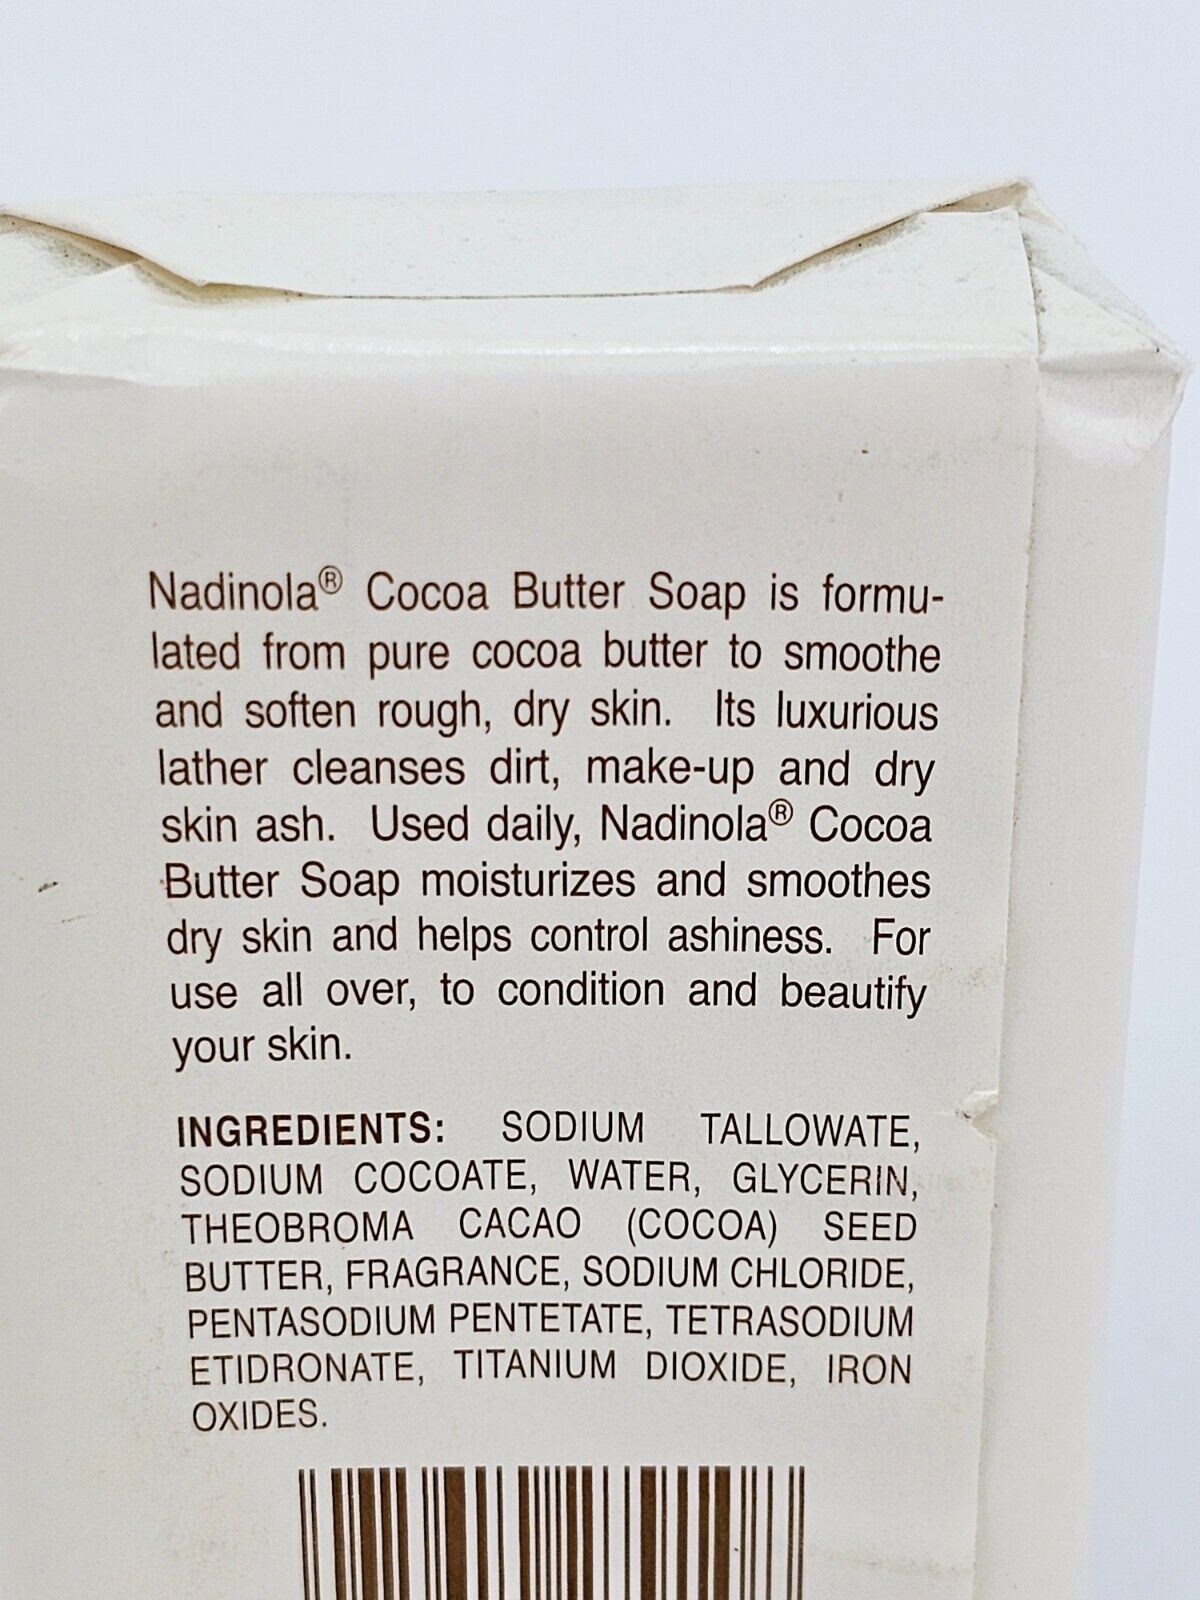 Nadinola® Cocoa Butter Soap is formu-
lated from pure cocoa butter to smoothe
and soften rough, dry skin. Its luxurious
lather cleanses dirt, make-up and dry
skin ash. Used daily, Nadinola® Cocoa
Butter Soap moisturizes and smoothes
dry skin and helps control ashiness. For
use all over, to condition and beautify
your skin.
INGREDIENTS: SODIUM TALLOWATE,
SODIUM COCOATE, WATER, GLYCERIN,
THEOBROMA CACAO (COCOA) SEED
BUTTER, FRAGRANCE, SODIUM CHLORIDE,
PENTASODIUM PENTETATE, TETRASODIUM
ETIDRONATE, TITANIUM DIOXIDE, IRON
OXIDES.